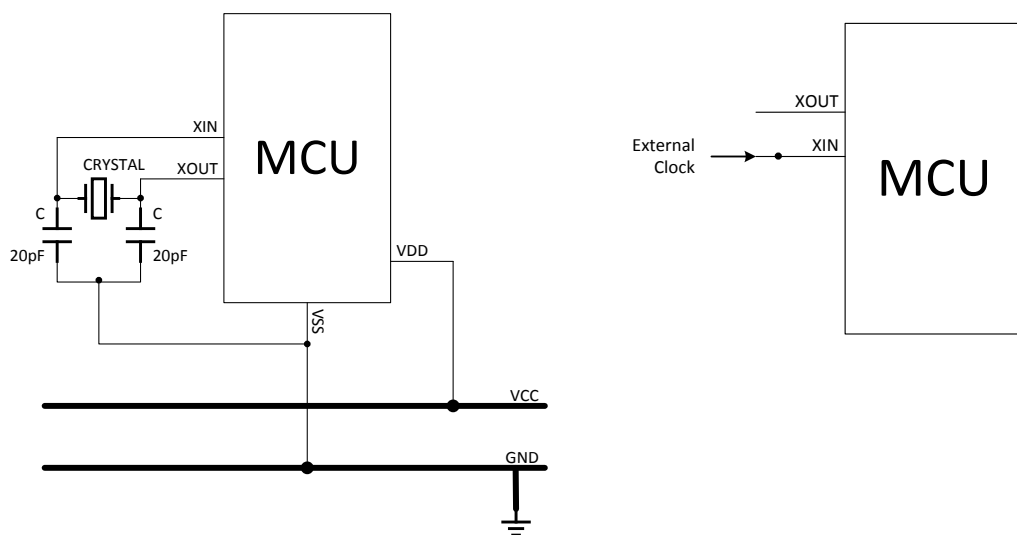 XIN
CRYSTAL
XOUT
MCU
C
C
20pF
20pF
VDD
VSS
VCC
GND
XOUT
External
Clock
XIN
MCU